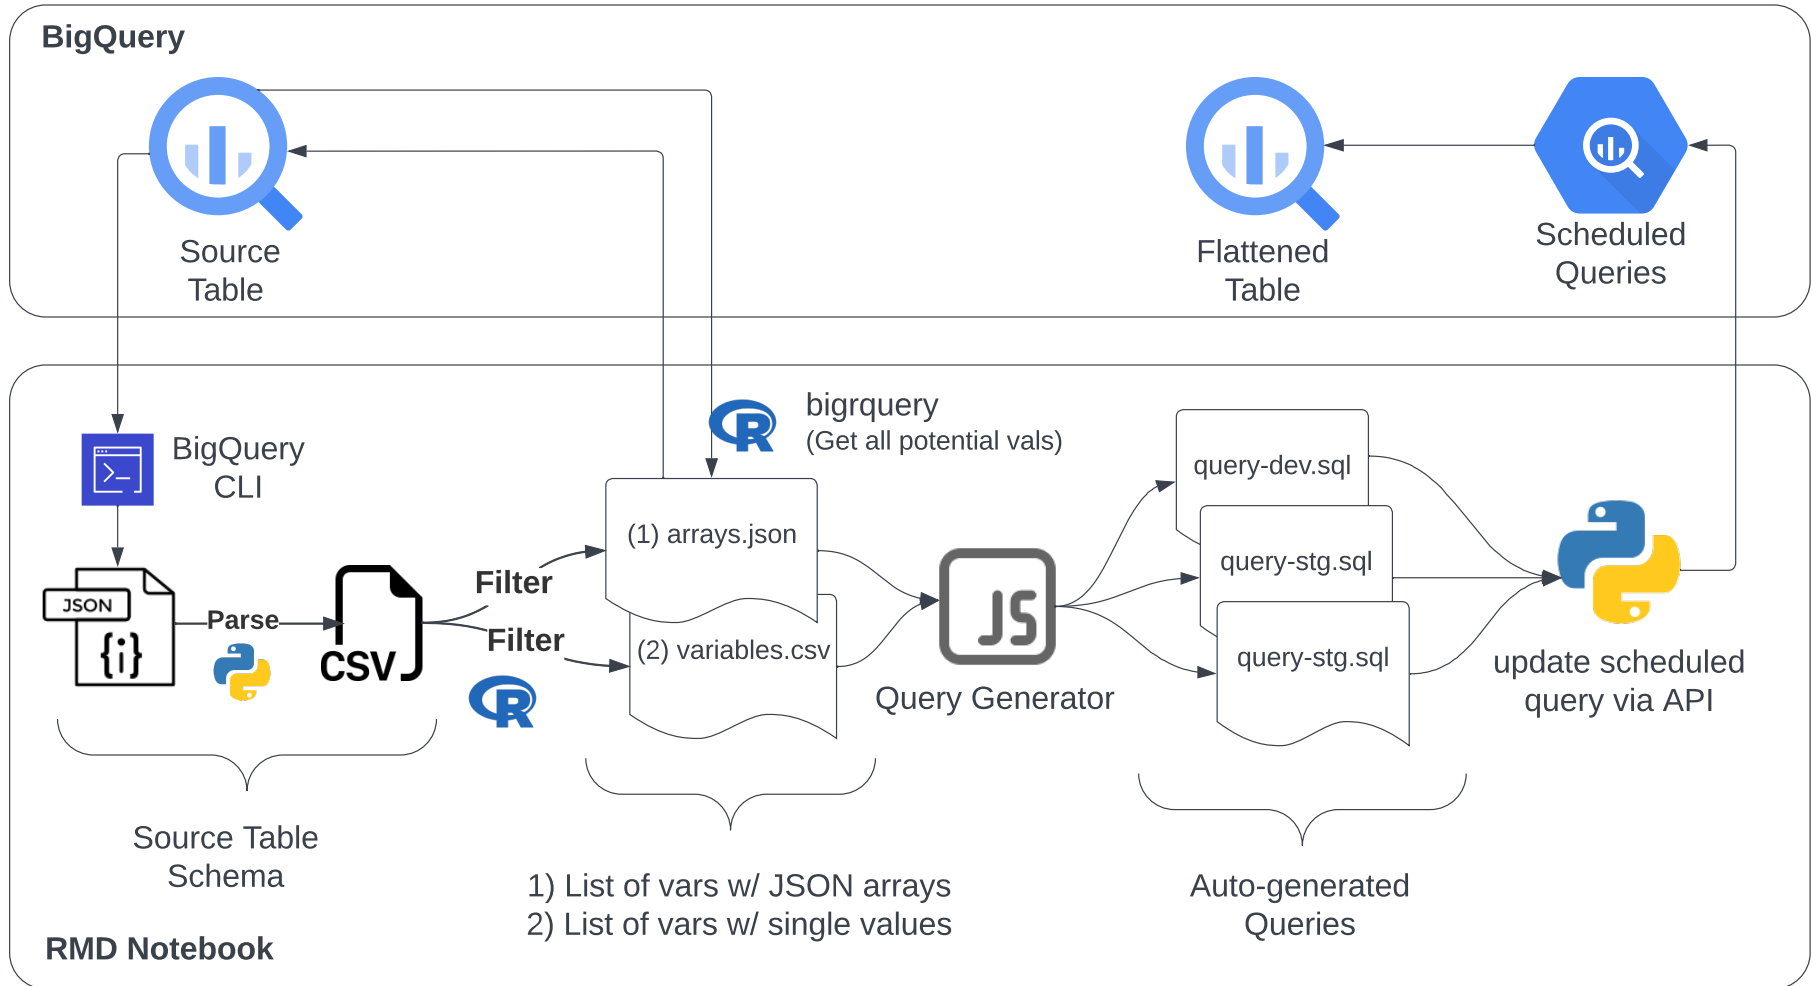 BigQuery
Source
Table
Flattened
Table
Scheduled
Queries
BigQuery
CLI
bigrquery
(Get all potential vals)
JSON
{i}
Parse
CSV
Filter
Filter
(1) arrays.json
(2) variables.csv
JS
Query Generator
query-dev.sql
query-stg.sql
query-stg.sql
update scheduled
query via API
Source Table
Schema
1) List of vars w/ JSON arrays
2) List of vars w/ single values
Auto-generated
Queries
RMD Notebook
R
R